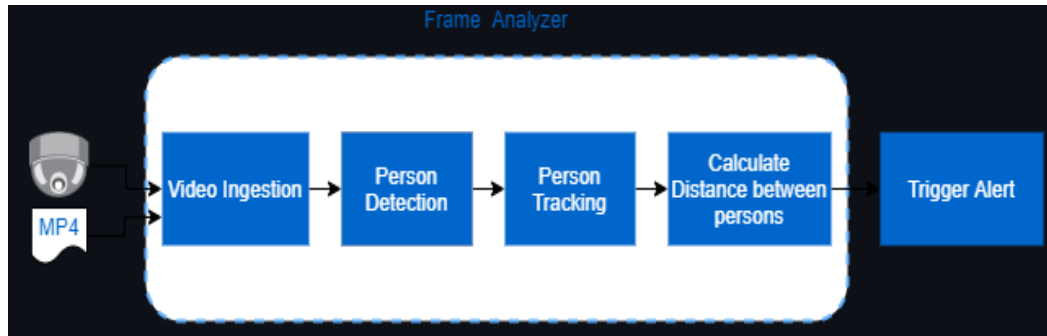 Frame Analyzer
MP4
Video Ingestion
Person
Detection
Person
Tracking
Calculate
Distance between
persons
Trigger Alert